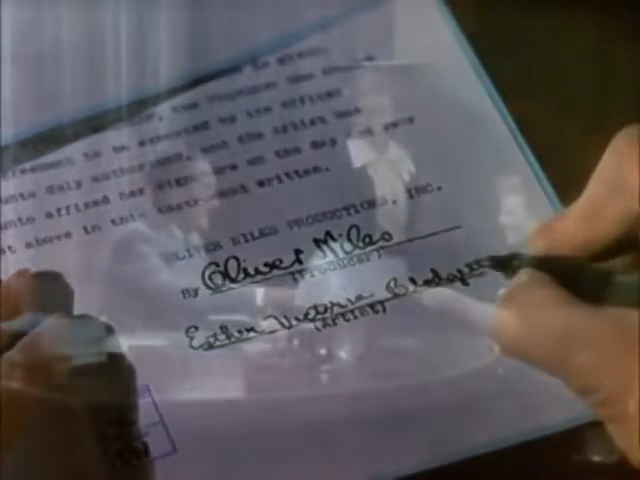 agreement to be executed by its officer
duly authorized, and the Artist has
unto affixed her signature on the day and year
first above in this instrument written.
OLIVER NILES PRODUCTIONS, INC.
By Oliver Niles
(Producer)
Esther Victoria Blodgett
(Artist)